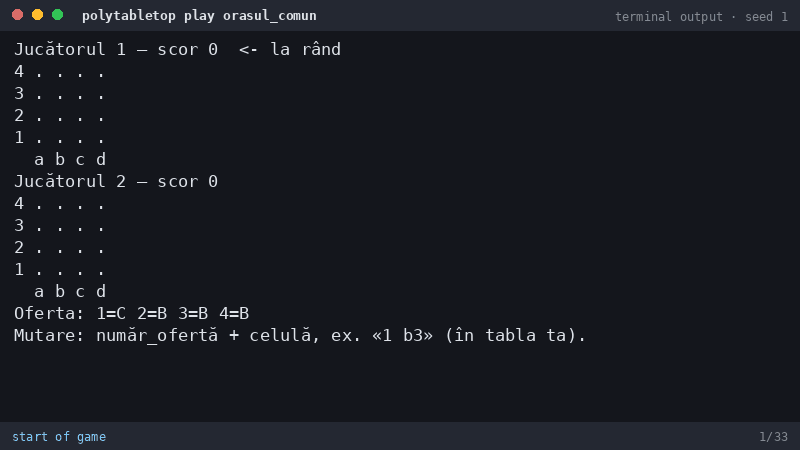 polytabletop play orasul_comun
terminal output · seed 1
Jucătorul 1 — scor 0  <- la rând
4 . . . .
3 . . . .
2 . . . .
1 . . . .
  a b c d
Jucătorul 2 — scor 0
4 . . . .
3 . . . .
2 . . . .
1 . . . .
  a b c d
Oferta: 1=C 2=B 3=B 4=B
Mutare: număr_ofertă + celulă, ex. «1 b3» (în tabla ta).
start of game
1/33